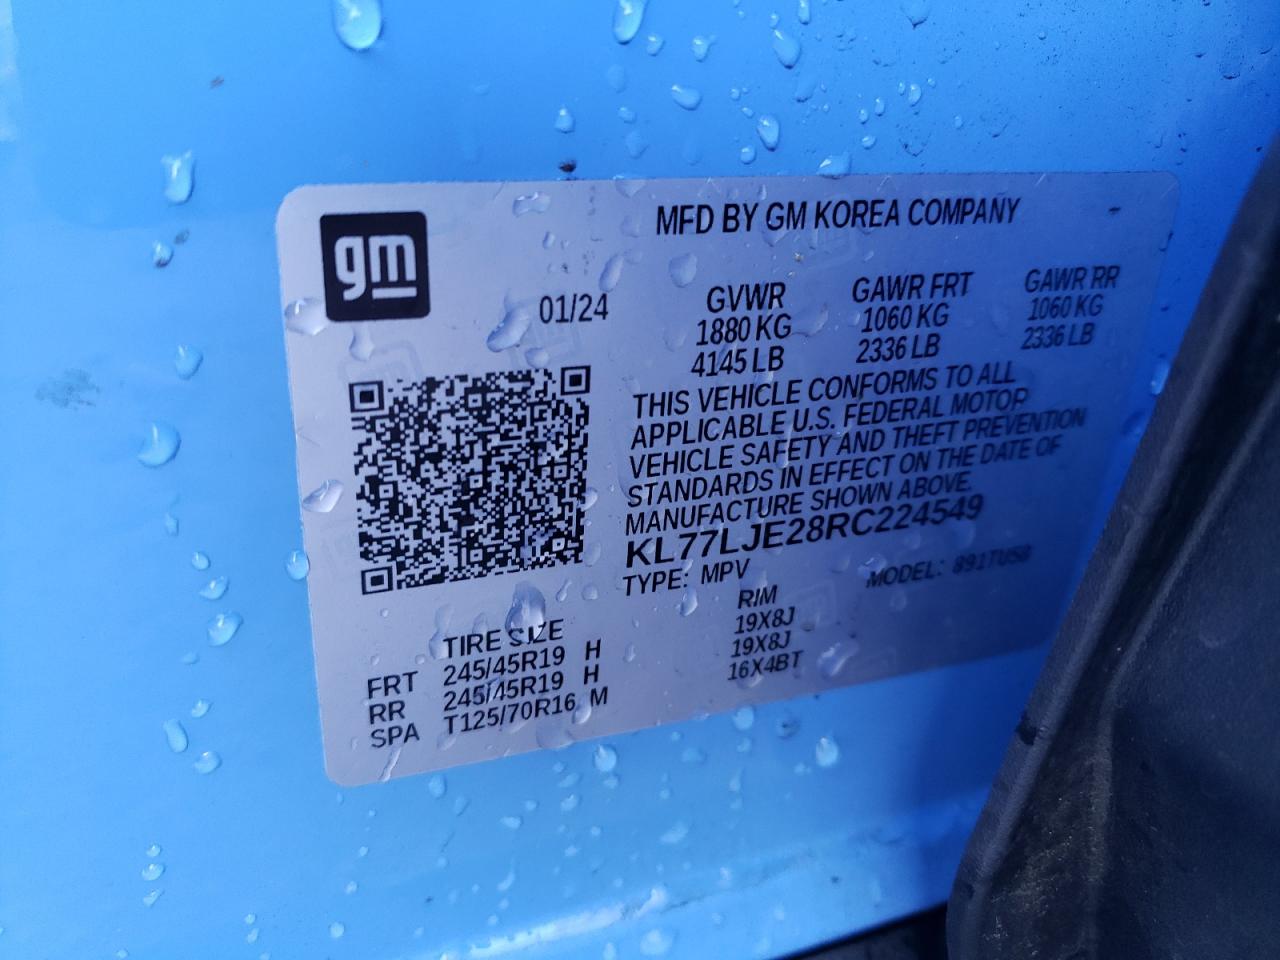 gm
MFD BY GM KOREA COMPANY
01/24
GVWR GAWR FRT GAWR RR
1880 KG 1060 KG 1060 KG
4145 LB 2336 LB 2336 LB
THIS VEHICLE CONFORMS TO ALL
APPLICABLE U.S. FEDERAL MOTOR
VEHICLE SAFETY AND THEFT PREVENTION
STANDARDS IN EFFECT ON THE DATE OF
MANUFACTURE SHOWN ABOVE.
KL77LJE28RC224549
TYPE: MPV MODEL:
TIRE SIZE RIM
FRT 245/45R19 H 19X8J
RR 245/45R19 H 19X8J
SPA T125/70R16 M 16X4BT